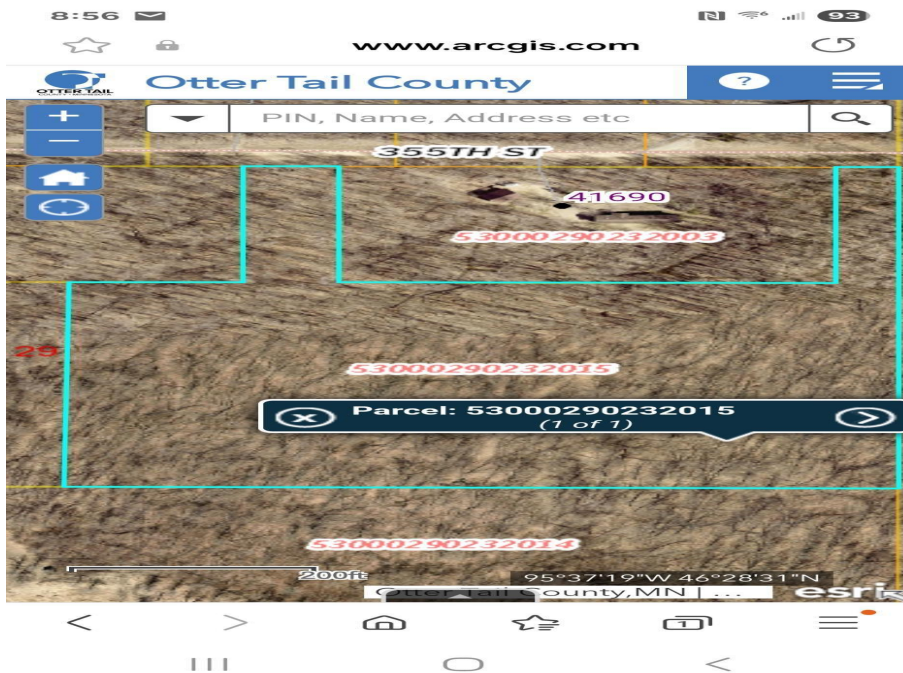 8:56 93
www.arcgis.com
OTTER TAIL
Otter Tail County ?
+ PIN, Name, Address etc
−
355TH ST
41690
53000290232003
29
53000290232015
Parcel: 53000290232015
(1 of 1)
53000290232014
200ft 95°37'19"W 46°28'31"N
Otter Tail County, MN | ... esri
1